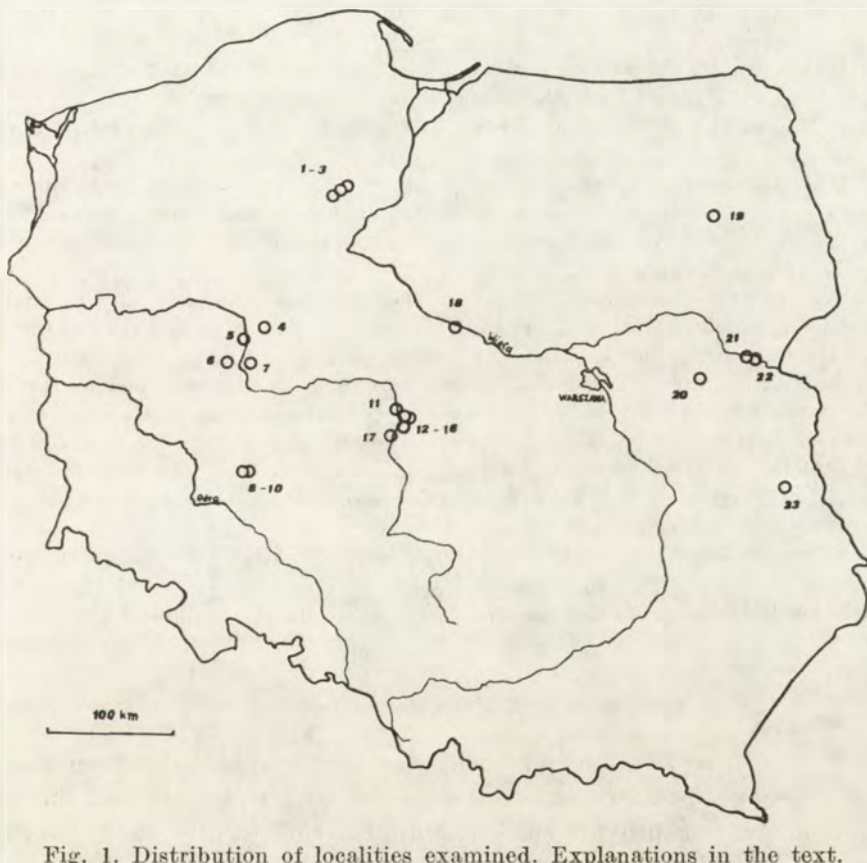 1 - 3
19
18
Wisła
4
5
6
7
21
22
WARSZAWA
20
11
12 - 16
17
8 - 10
Odra
23
100 km
Fig. 1. Distribution of localities examined. Explanations in the text.